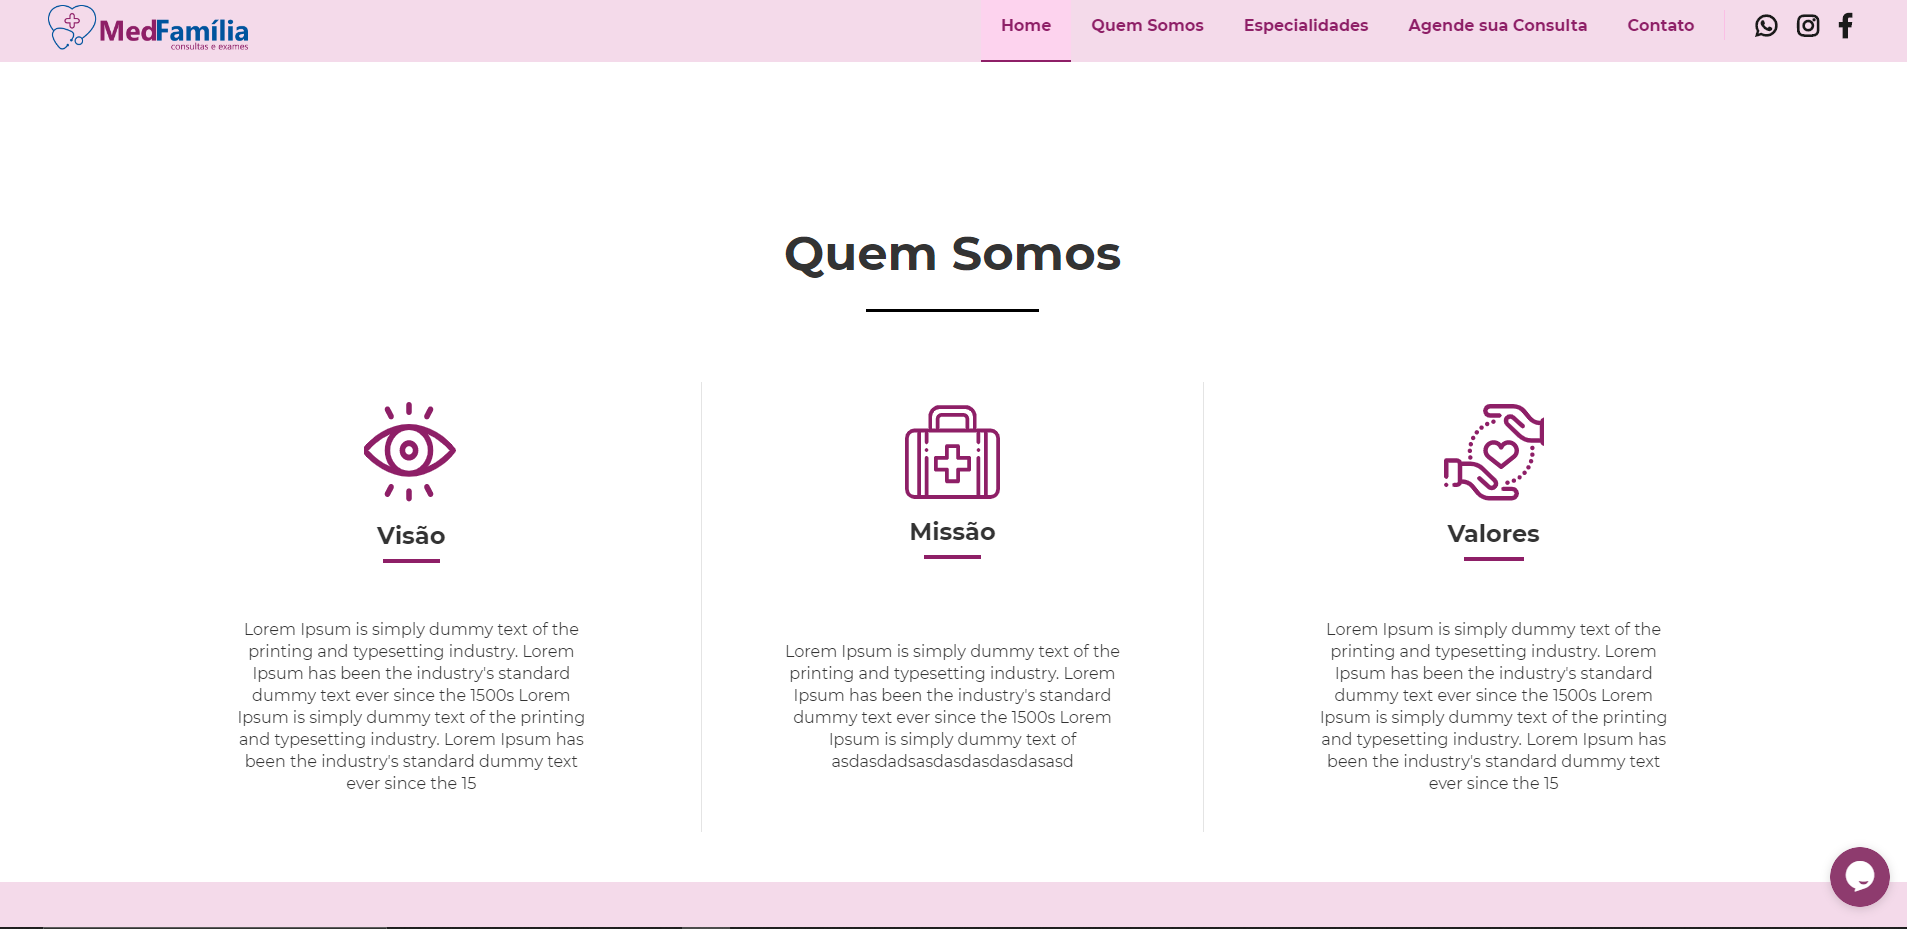 MedFamília
consultas e exames
Home Quem Somos Especialidades Agende sua Consulta Contato
Quem Somos
Visão
Lorem Ipsum is simply dummy text of the
printing and typesetting industry. Lorem
Ipsum has been the industry's standard
dummy text ever since the 1500s Lorem
Ipsum is simply dummy text of the printing
and typesetting industry. Lorem Ipsum has
been the industry's standard dummy text
ever since the 15
Missão
Lorem Ipsum is simply dummy text of the
printing and typesetting industry. Lorem
Ipsum has been the industry's standard
dummy text ever since the 1500s Lorem
Ipsum is simply dummy text of
asdasdadsasdasdasdasdasasd
Valores
Lorem Ipsum is simply dummy text of the
printing and typesetting industry. Lorem
Ipsum has been the industry's standard
dummy text ever since the 1500s Lorem
Ipsum is simply dummy text of the printing
and typesetting industry. Lorem Ipsum has
been the industry's standard dummy text
ever since the 15